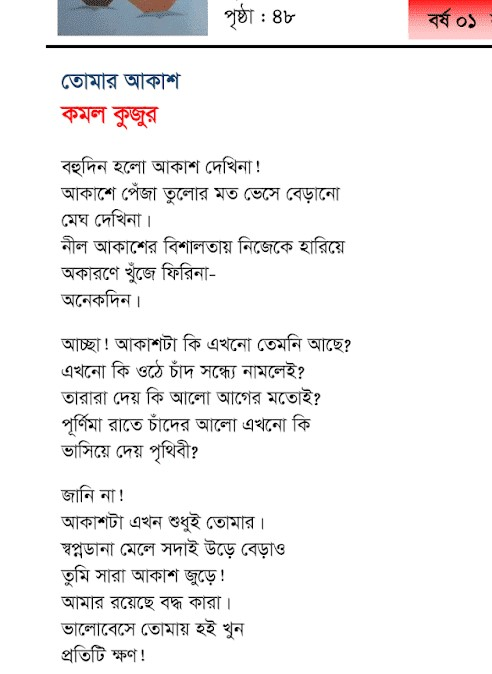 পৃষ্ঠা : ৪৮
বর্ষ ০১
তোমার আকাশ
কমল কুজুর
বহুদিন হলো আকাশ দেখিনা!
আকাশে পেঁজা তুলোর মত ভেসে বেড়ানো
মেঘ দেখিনা।
নীল আকাশের বিশালতায় নিজেকে হারিয়ে
অকারণে খুঁজে ফিরিনা-
অনেকদিন।
আচ্ছা! আকাশটা কি এখনো তেমনি আছে?
এখনো কি ওঠে চাঁদ সন্ধ্যে নামলেই?
তারারা দেয় কি আলো আগের মতোই?
পূর্ণিমা রাতে চাঁদের আলো এখনো কি
ভাসিয়ে দেয় পৃথিবী?
জানি না!
আকাশটা এখন শুধুই তোমার।
স্বপ্নডানা মেলে সদাই উড়ে বেড়াও
তুমি সারা আকাশ জুড়ে!
আমার রয়েছে বদ্ধ কারা।
ভালোবেসে তোমায় হই খুন
প্রতিটি ক্ষণ!